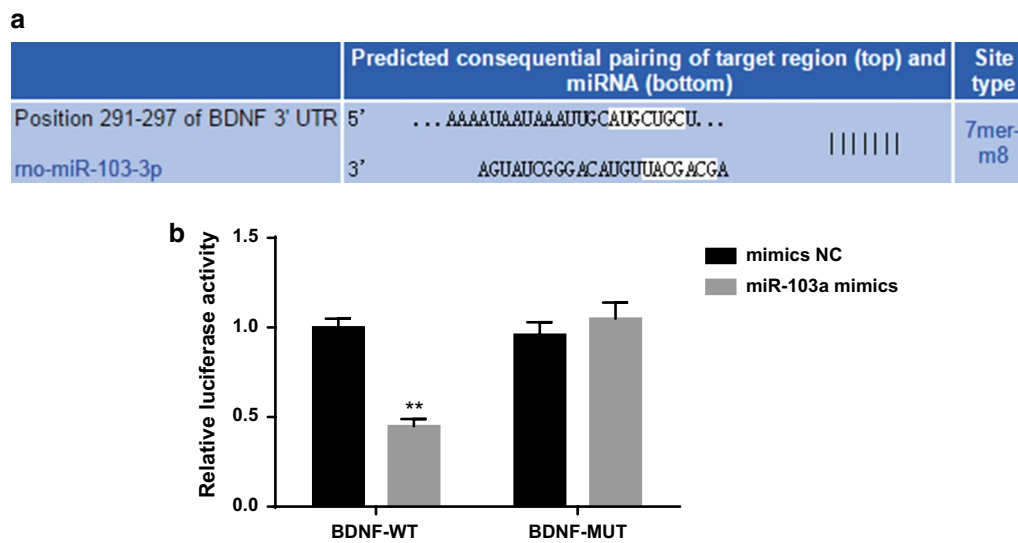 a
Predicted consequential pairing of target region (top) and
miRNA (bottom)
Site
type
Position 291-297 of BDNF 3' UTR 5' ...AAAAUAAUAAAUUGCAUGCUGCU...
|||||||
7mer-
m8
rno-miR-103-3p 3' AGUAUCGGGACAUGUUACGACGA
b
Relative luciferase activity
1.5
1.0
0.5
0.0
**
BDNF-WT
BDNF-MUT
mimics NC
miR-103a mimics